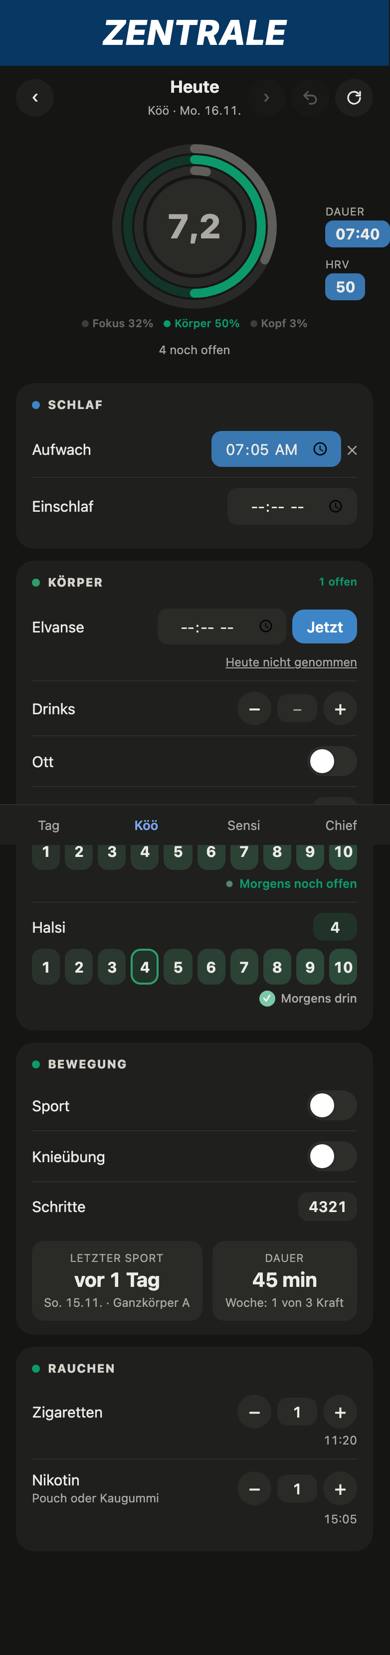 ZENTRALE
‹
Heute
Köö · Mo. 16.11.
›
7,2
DAUER
07:40
HRV
50
Fokus 32% Körper 50% Kopf 3%
4 noch offen
SCHLAF
Aufwach 07:05 AM ×
Einschlaf --:-- --
KÖRPER 1 offen
Elvanse --:-- -- Jetzt
Heute nicht genommen
Drinks − – +
Ott
Tag Köö Sensi Chief
1 2 3 4 5 6 7 8 9 10
Morgens noch offen
Halsi 4
1 2 3 4 5 6 7 8 9 10
Morgens drin
BEWEGUNG
Sport
Knieübung
Schritte 4321
LETZTER SPORT
vor 1 Tag
So. 15.11. · Ganzkörper A
DAUER
45 min
Woche: 1 von 3 Kraft
RAUCHEN
Zigaretten − 1 +
11:20
Nikotin − 1 +
Pouch oder Kaugummi
15:05